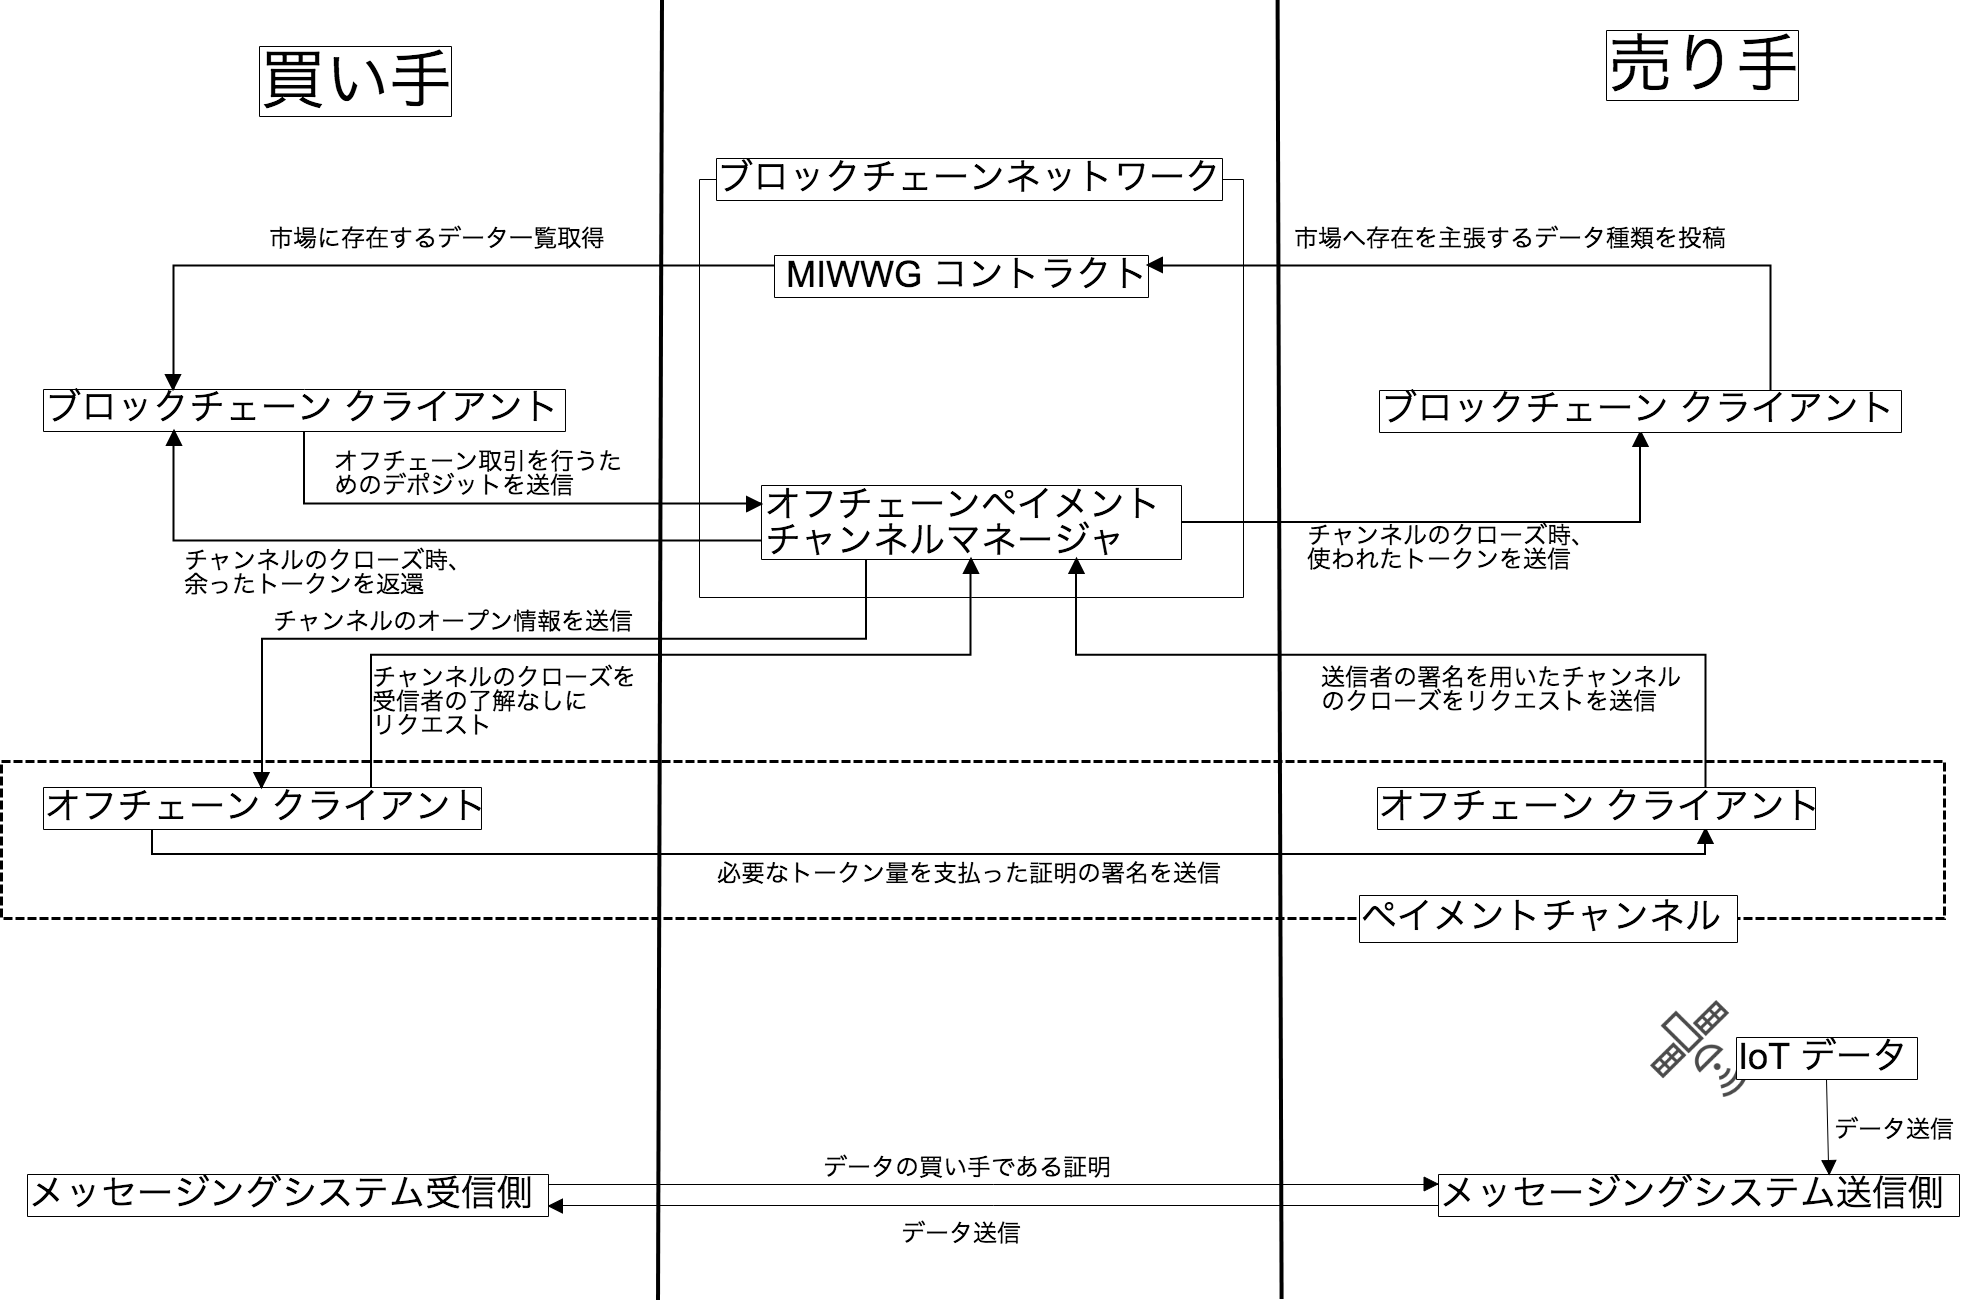 買い手
売り手
ブロックチェーンネットワーク
市場に存在するデータ一覧取得
市場へ存在を主張するデータ種類を投稿
MIWWG コントラクト
ブロックチェーン クライアント
ブロックチェーン クライアント
オフチェーン取引を行うた
めのデポジットを送信
オフチェーンペイメント
チャンネルマネージャ
チャンネルのクローズ時、
使われたトークンを送信
チャンネルのクローズ時、
余ったトークンを返還
チャンネルのオープン情報を送信
チャンネルのクローズを
受信者の了解なしに
リクエスト
送信者の署名を用いたチャンネル
のクローズをリクエストを送信
オフチェーン クライアント
オフチェーン クライアント
必要なトークン量を支払った証明の署名を送信
ペイメントチャンネル
IoT データ
データ送信
データの買い手である証明
メッセージングシステム受信側
メッセージングシステム送信側
データ送信